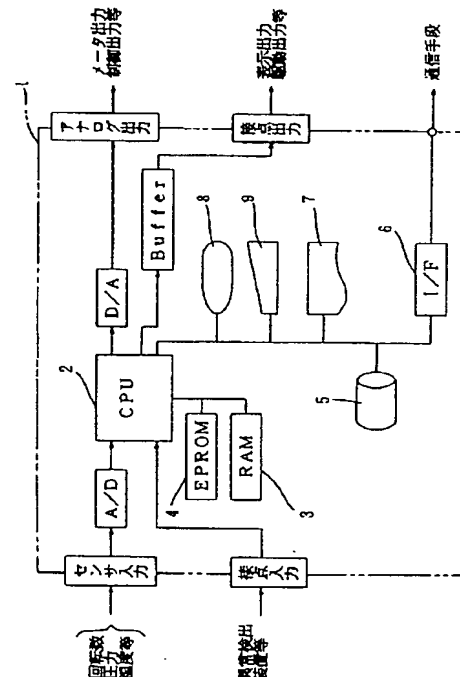 1
回転数
出力
温度等
センサ入力
A/D
2
CPU
D/A
アナログ出力
メータ出力
制御出力等
Buffer
接点出力
表示出力
駆動出力等
異常検出
装置等
接点入力
4
EPROM
RAM
3
8
9
7
5
6
I/F
通信手段